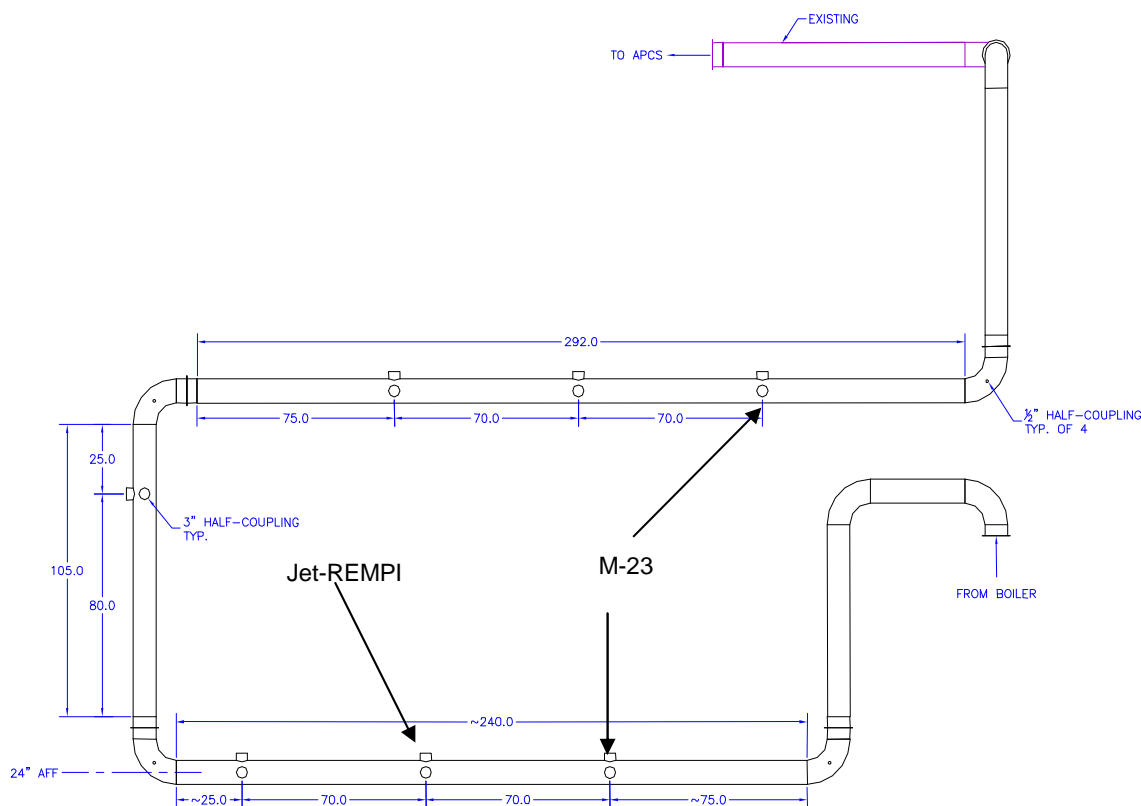 EXISTING
TO APCS
292.0
75.0
70.0
70.0
½" HALF-COUPLING
TYP. OF 4
25.0
3" HALF-COUPLING
TYP.
105.0
80.0
Jet-REMPI
M-23
FROM BOILER
~240.0
24" AFF
~25.0
70.0
70.0
~75.0